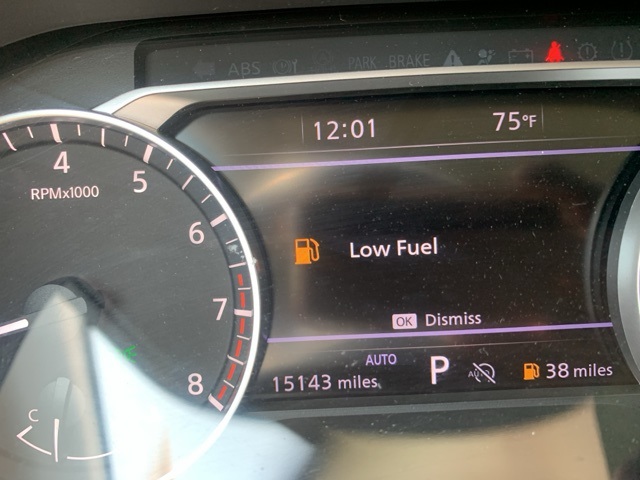 ABS PARK BRAKE
12:01 75°F
4
5
RPMx1000
6
Low Fuel
7
OK Dismiss
AUTO
8
15143 miles P 38 miles
C